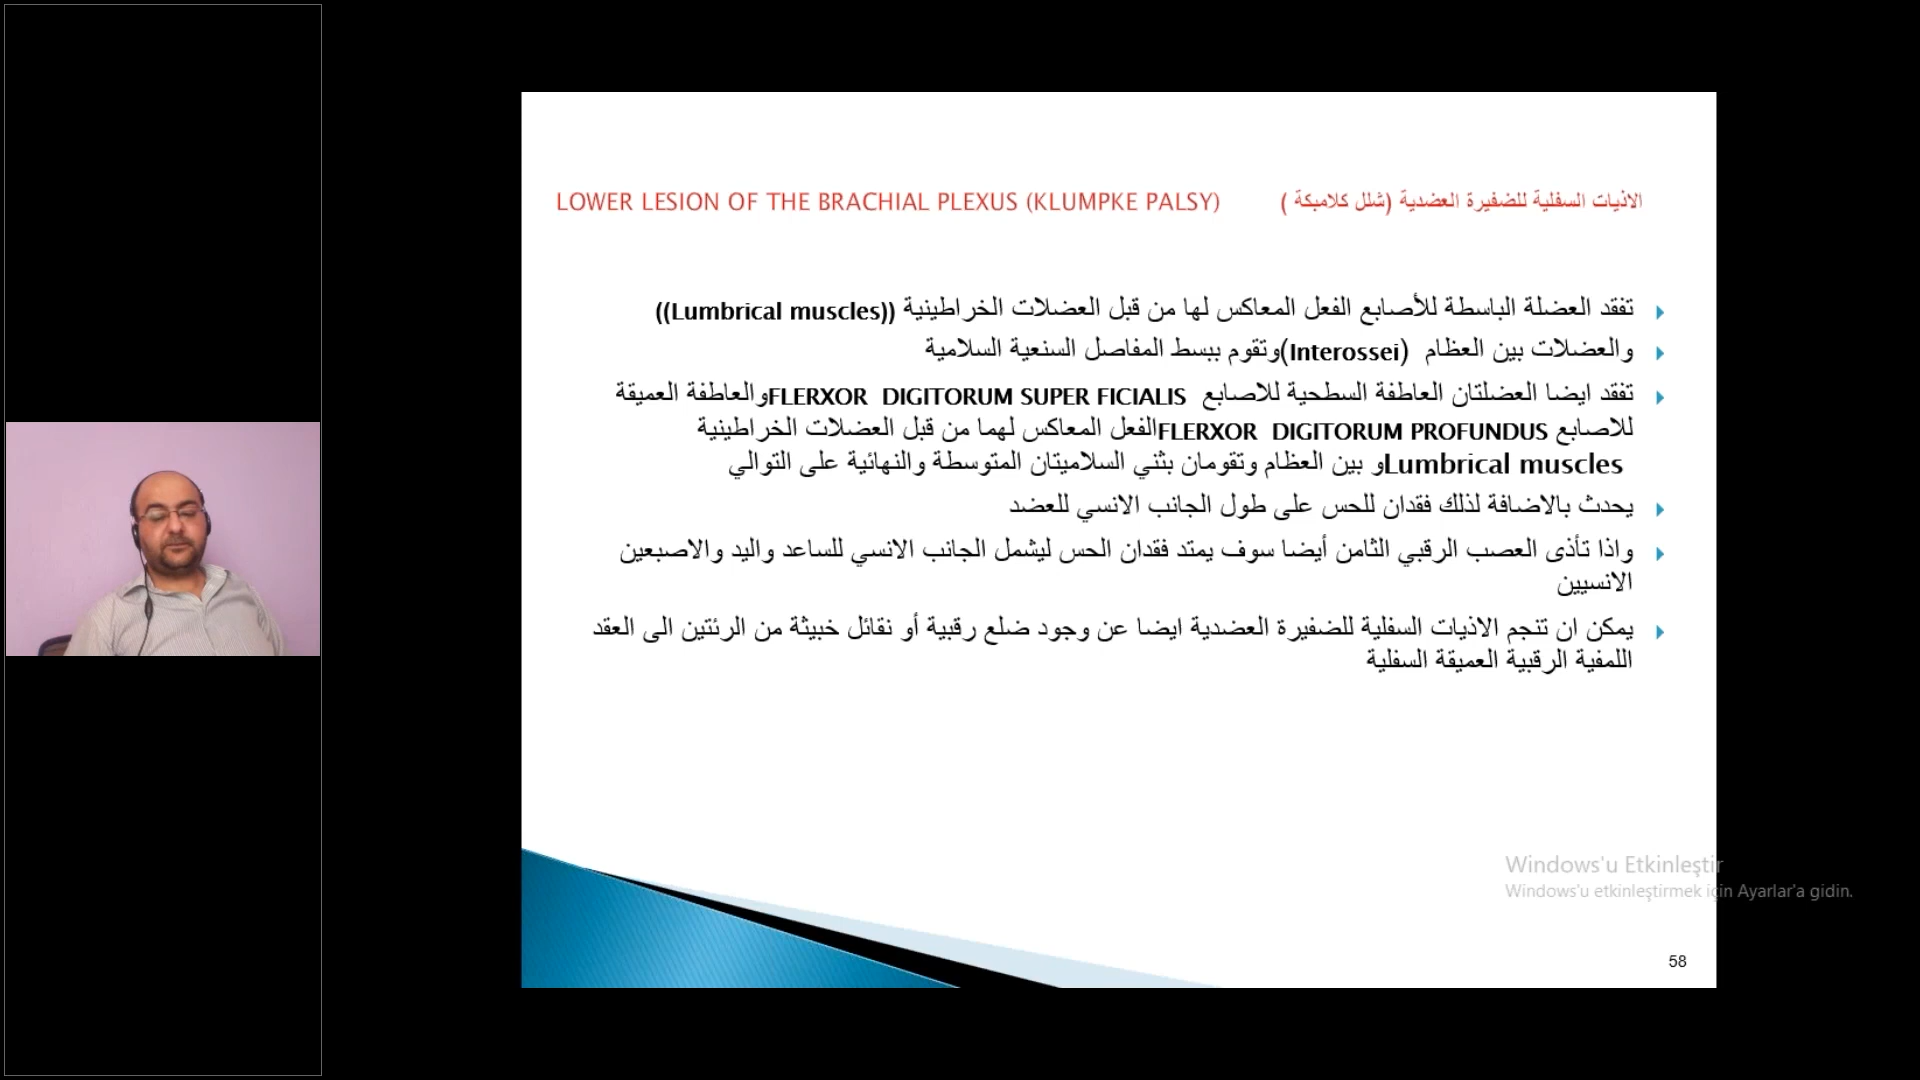 LOWER LESION OF THE BRACHIAL PLEXUS (KLUMPKE PALSY) الاذيات السفلية للضفيرة العضدية (شلل كلامبكة )
تفقد العضلة الباسطة للأصابع الفعل المعاكس لها من قبل العضلات الخراطينية ((Lumbrical muscles))
والعضلات بين العظام (Interossei)وتقوم ببسط المفاصل السنعية السلامية
تفقد ايضا العضلتان العاطفة السطحية للاصابع FLERXOR DIGITORUM SUPER FICIALISوالعاطفة العميقة
للاصابع FLERXOR DIGITORUM PROFUNDUSالفعل المعاكس لهما من قبل العضلات الخراطينية
Lumbrical musclesو بين العظام وتقومان بثني السلاميتان المتوسطة والنهائية على التوالي
يحدث بالاضافة لذلك فقدان للحس على طول الجانب الانسي للعضد
واذا تأذى العصب الرقبي الثامن أيضا سوف يمتد فقدان الحس ليشمل الجانب الانسي للساعد واليد والاصبعين
الانسيين
يمكن ان تنجم الاذيات السفلية للضفيرة العضدية ايضا عن وجود ضلع رقبية أو نقائل خبيثة من الرئتين الى العقد
اللمفية الرقبية العميقة السفلية
Windows'u Etkinleştir
Windows'u etkinleştirmek için Ayarlar'a gidin.
58